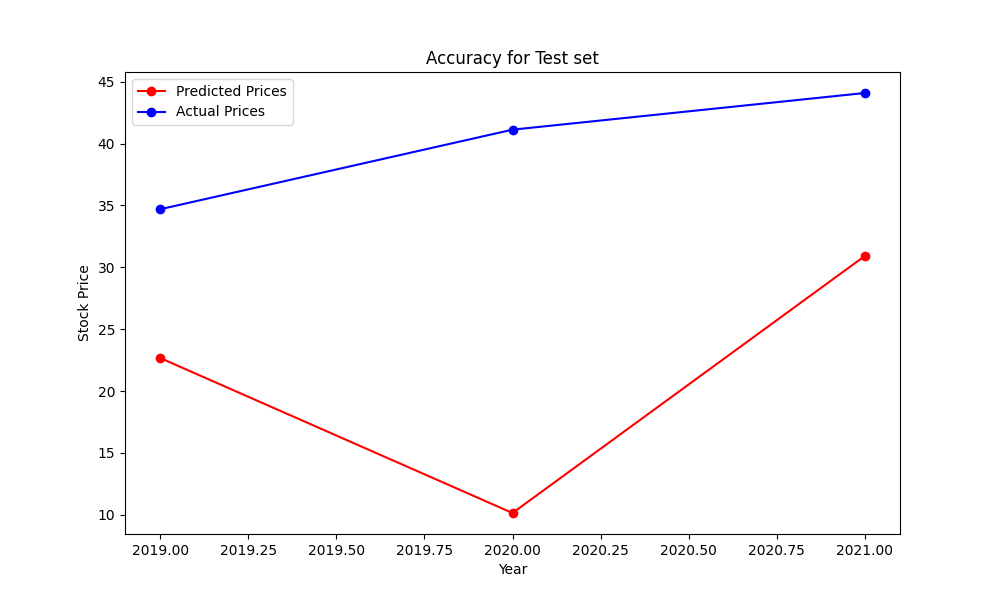 Accuracy for Test set
Predicted Prices
Actual Prices
45
40
35
30
25
20
15
10
Stock Price
2019.00 2019.25 2019.50 2019.75 2020.00 2020.25 2020.50 2020.75 2021.00
Year